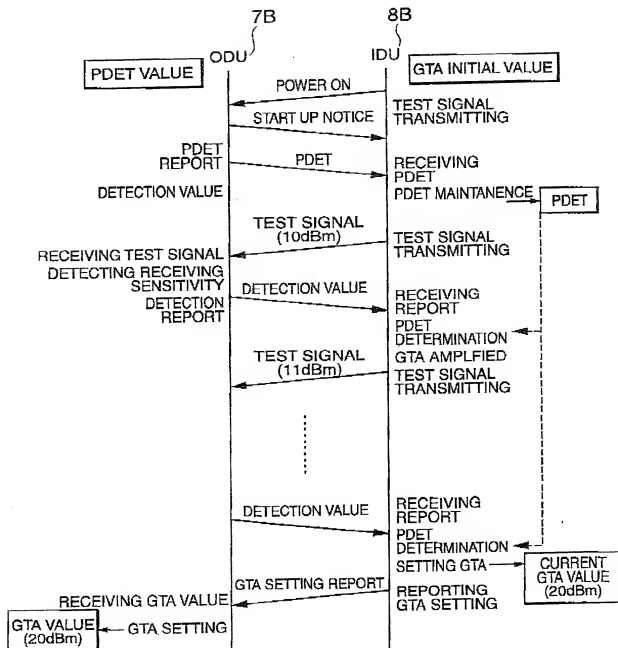 7B
8B
ODU
IDU
PDET VALUE
GTA INITIAL VALUE
POWER ON
START UP NOTICE
TEST SIGNAL
TRANSMITTING
PDET
REPORT
PDET
RECEIVING
PDET
DETECTION VALUE
PDET MAINTANENCE
PDET
TEST SIGNAL
(10dBm)
TEST SIGNAL
TRANSMITTING
RECEIVING TEST SIGNAL
DETECTING RECEIVING
SENSITIVITY
DETECTION
REPORT
DETECTION VALUE
RECEIVING
REPORT
PDET
DETERMINATION
TEST SIGNAL
(11dBm)
GTA AMPLFIED
TEST SIGNAL
TRANSMITTING
DETECTION VALUE
RECEIVING
REPORT
PDET
DETERMINATION
SETTING GTA
CURRENT
GTA VALUE
(20dBm)
GTA SETTING REPORT
RECEIVING GTA VALUE
REPORTING
GTA SETTING
GTA VALUE
(20dBm)
GTA SETTING